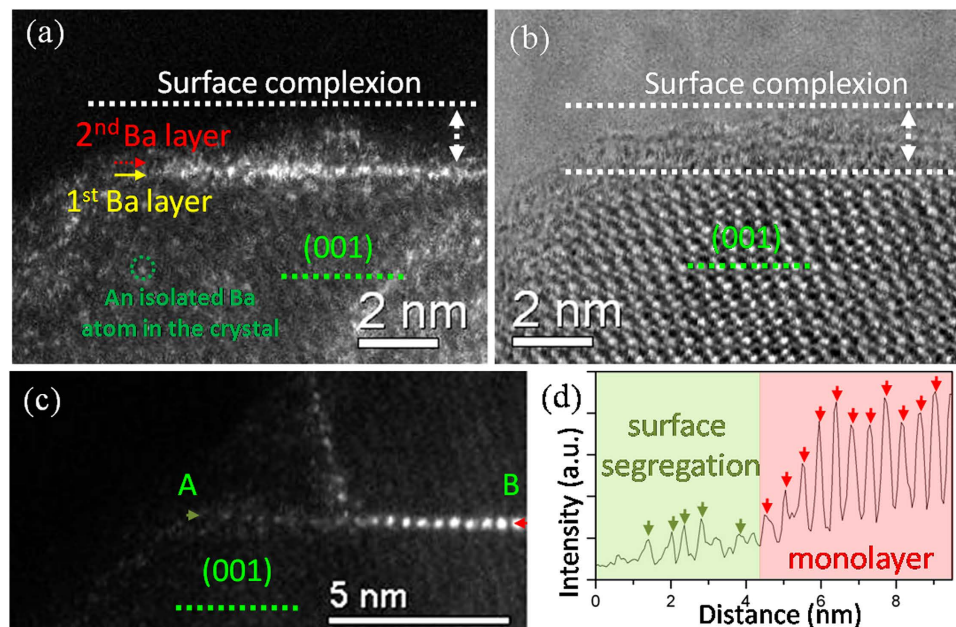 (a)
Surface complexion
2nd Ba layer
1st Ba layer
(001)
An isolated Ba
atom in the crystal
2 nm
(b)
Surface complexion
(001)
2 nm
(c)
A
B
(001)
5 nm
(d)
surface
segregation
monolayer
Intensity (a.u.)
0 2 4 6 8
Distance (nm)